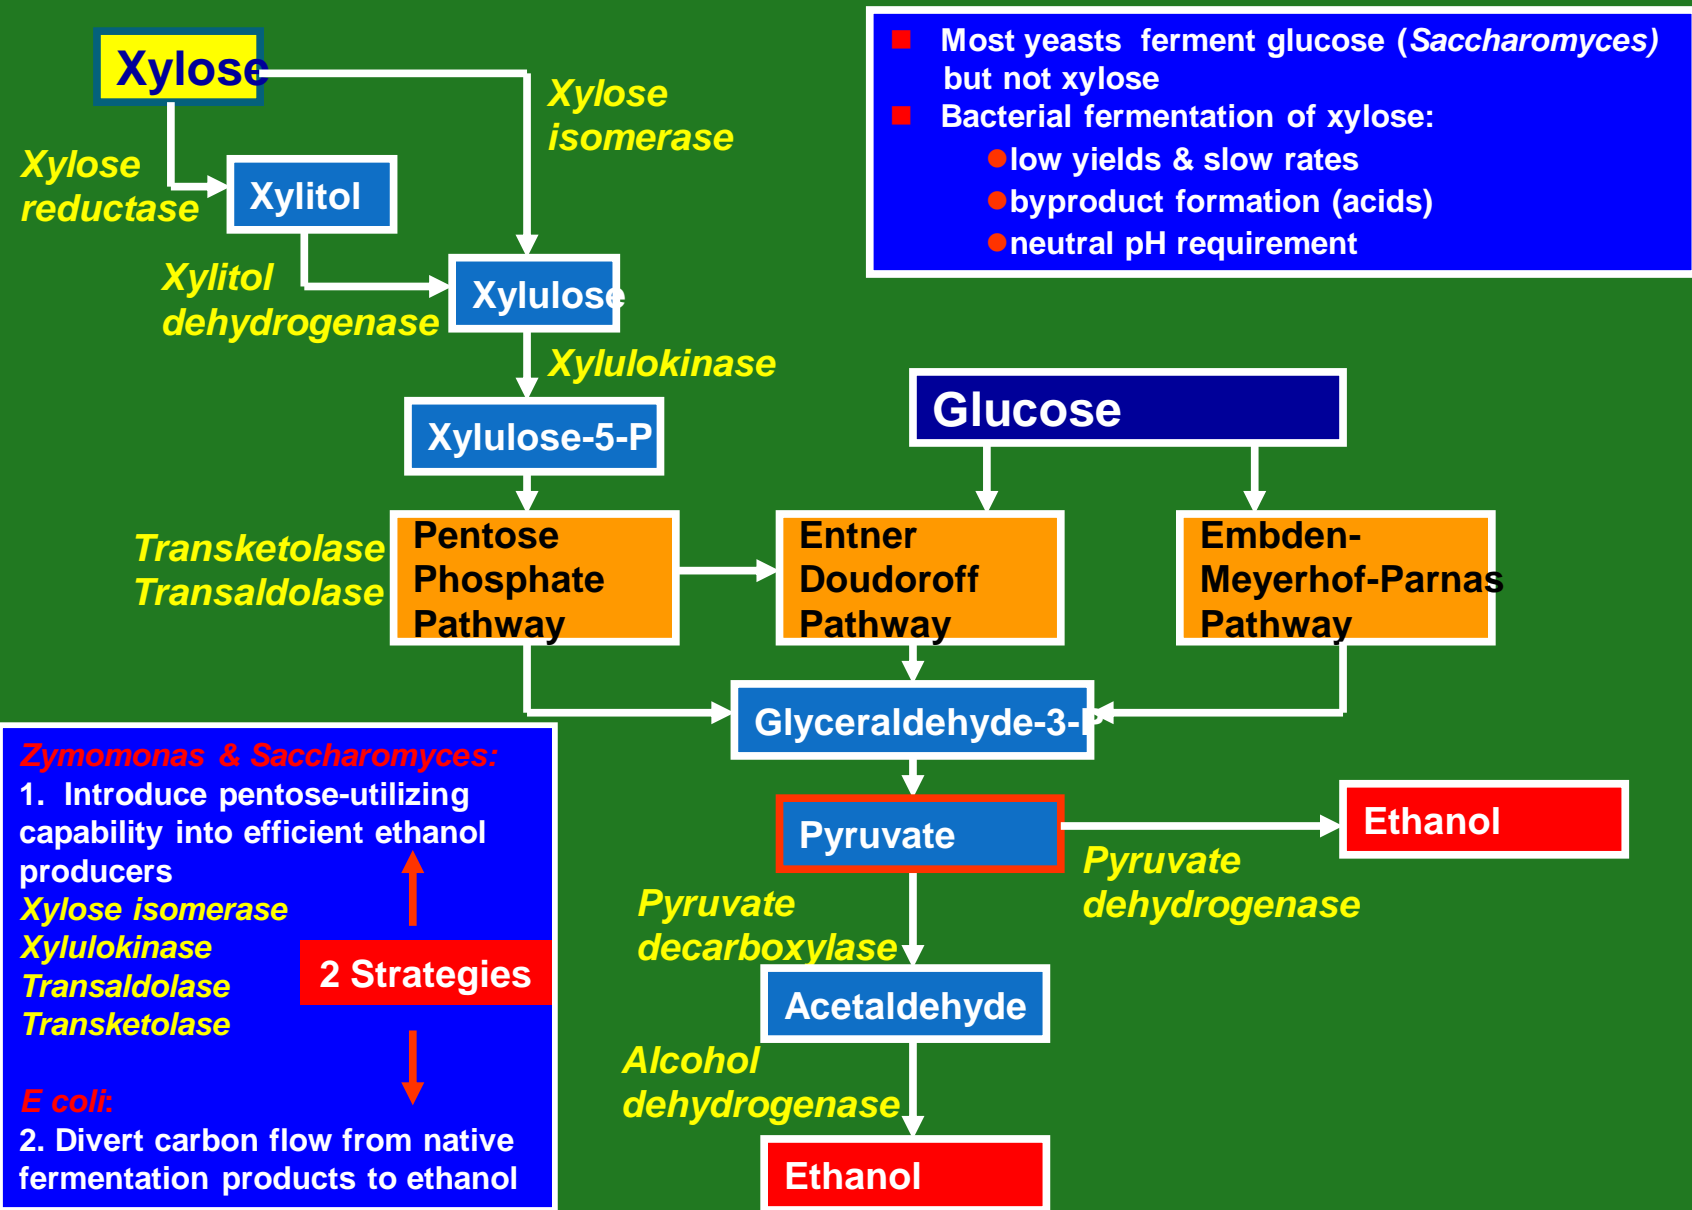 Xylose
Xylose
isomerase
Xylose
reductase
Xylitol
Xylitol
dehydrogenase
Xylulose
Xylulokinase
Xylulose-5-P
Most yeasts ferment glucose (Saccharomyces)
but not xylose
Bacterial fermentation of xylose:
low yields & slow rates
byproduct formation (acids)
neutral pH requirement
Glucose
Transketolase
Transaldolase
Pentose
Phosphate
Pathway
Entner
Doudoroff
Pathway
Embden-
Meyerhof-Parnas
Pathway
Glyceraldehyde-3-P
Pyruvate
Ethanol
Pyruvate
dehydrogenase
Pyruvate
decarboxylase
Acetaldehyde
Alcohol
dehydrogenase
Ethanol
Zymomonas & Saccharomyces:
1. Introduce pentose-utilizing
capability into efficient ethanol
producers
Xylose isomerase
Xylulokinase
Transaldolase
Transketolase
2 Strategies
E coli:
2. Divert carbon flow from native
fermentation products to ethanol